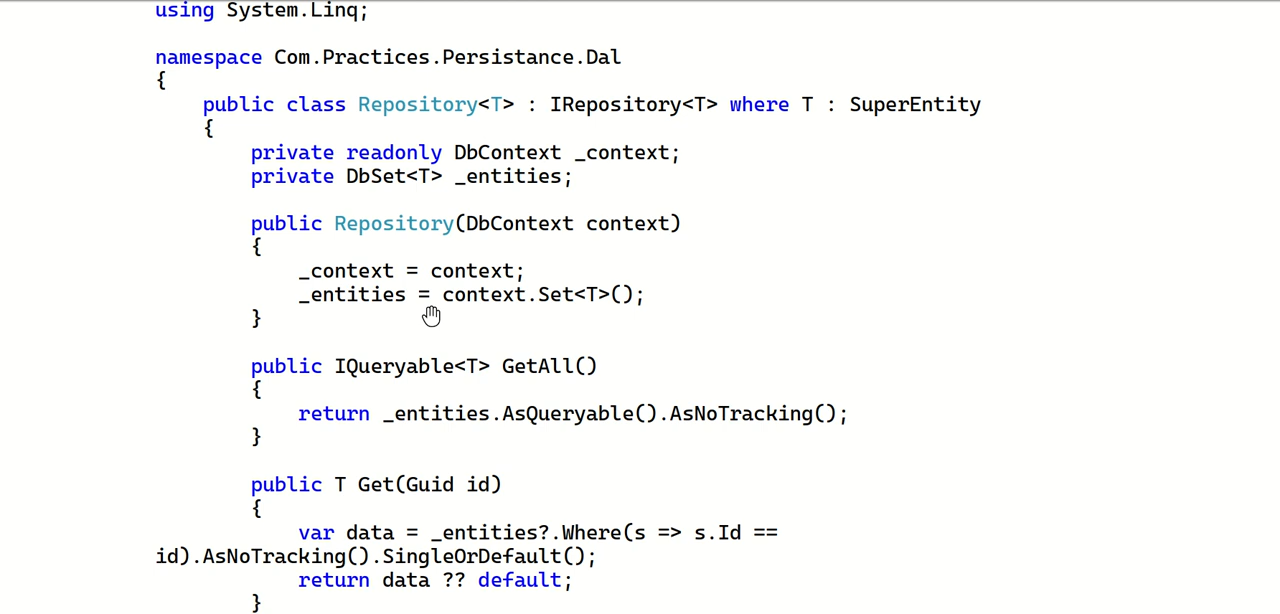 using System.Linq;
namespace Com.Practices.Persistance.Dal
{
public class Repository<T> : IRepository<T> where T : SuperEntity
{
private readonly DbContext _context;
private DbSet<T> _entities;
public Repository(DbContext context)
{
_context = context;
_entities = context.Set<T>();
}
public IQueryable<T> GetAll()
{
return _entities.AsQueryable().AsNoTracking();
}
public T Get(Guid id)
{
var data = _entities?.Where(s => s.Id ==
id).AsNoTracking().SingleOrDefault();
return data ?? default;
}